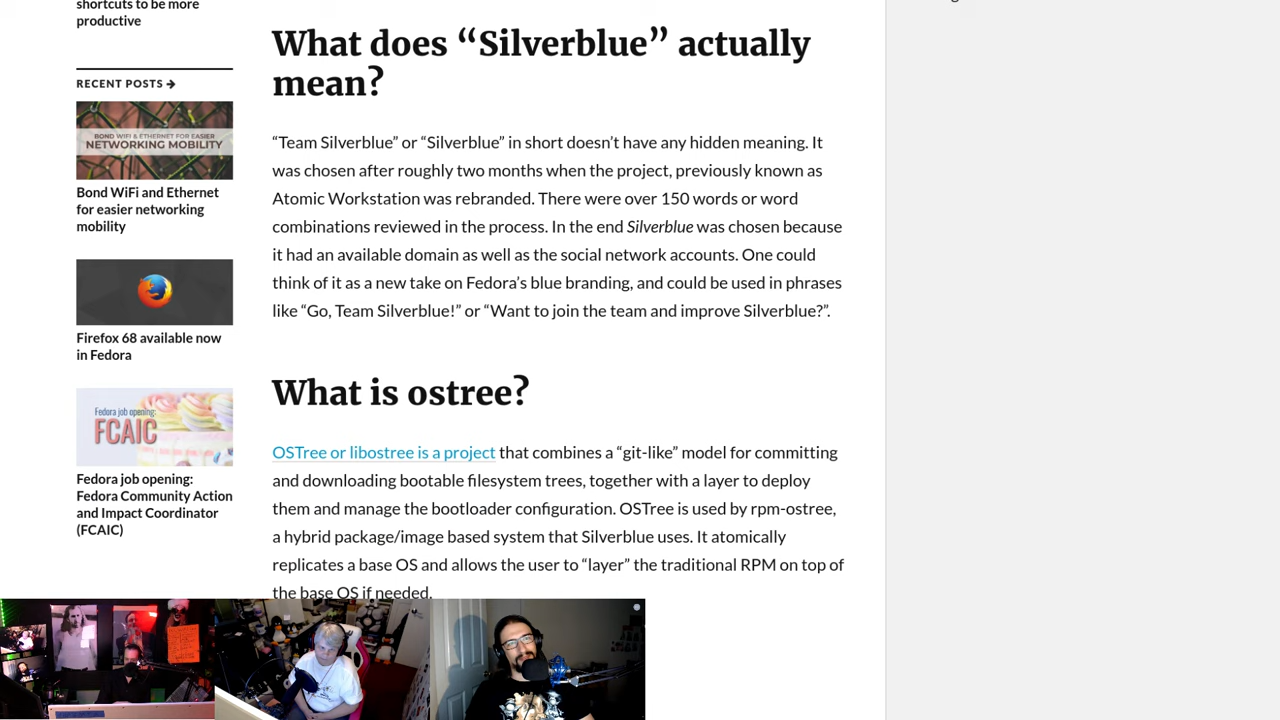 shortcuts to be more
productive
RECENT POSTS →
BOND WIFI & ETHERNET FOR EASIER
NETWORKING MOBILITY
Bond WiFi and Ethernet
for easier networking
mobility
Firefox 68 available now
in Fedora
Fedora job opening:
FCAIC
Fedora job opening:
Fedora Community Action
and Impact Coordinator
(FCAIC)
What does “Silverblue” actually
mean?
“Team Silverblue” or “Silverblue” in short doesn’t have any hidden meaning. It
was chosen after roughly two months when the project, previously known as
Atomic Workstation was rebranded. There were over 150 words or word
combinations reviewed in the process. In the end Silverblue was chosen because
it had an available domain as well as the social network accounts. One could
think of it as a new take on Fedora’s blue branding, and could be used in phrases
like “Go, Team Silverblue!” or “Want to join the team and improve Silverblue?”.
What is ostree?
OSTree or libostree is a project that combines a “git-like” model for committing
and downloading bootable filesystem trees, together with a layer to deploy
them and manage the bootloader configuration. OSTree is used by rpm-ostree,
a hybrid package/image based system that Silverblue uses. It atomically
replicates a base OS and allows the user to “layer” the traditional RPM on top of
the base OS if needed.